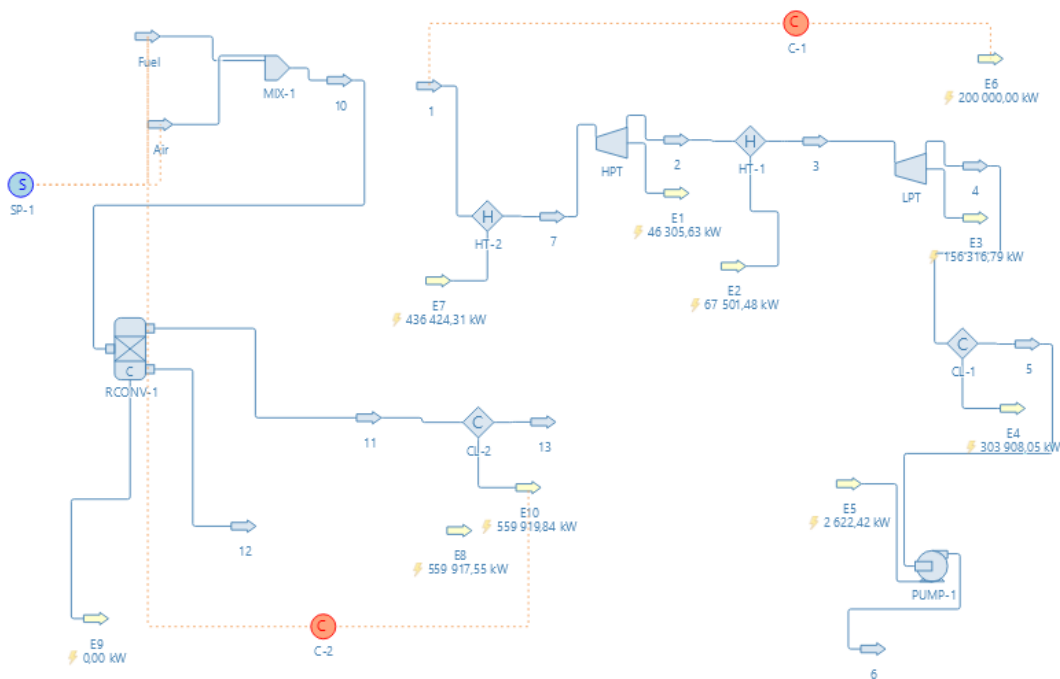 Fuel
MIX-1
10
Air
S
SP-1
C
C-1
E6
200 000,00 kW
1
H
HT-2
7
E7
436 424,31 kW
HPT
2
E1
46 305,63 kW
H
HT-1
3
E2
67 501,48 kW
LPT
4
E3
156 316,79 kW
C
CL-1
5
E4
303 908,05 kW
E5
2 622,42 kW
PUMP-1
6
C
RCONV-1
11
C
CL-2
13
E10
559 919,84 kW
E8
559 917,55 kW
12
E9
0,00 kW
C
C-2